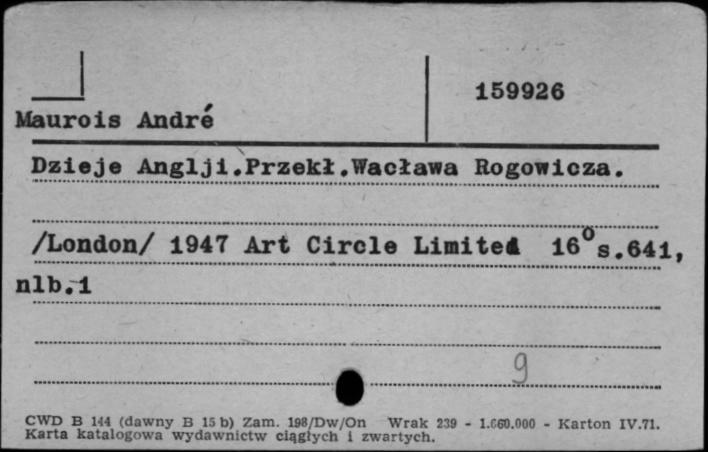 159926
Maurois André
Dzieje Anglji.Przekł.Wacława Rogowicza.
/London/ 1947 Art Circle Limited 16° s.641,
nlb.1
9
CWD B 144 (dawny B 15 b) Zam. 198/Dw/On Wrak 239 - 1.660.000 - Karton IV.71.
Karta katalogowa wydawnictw ciągłych i zwartych.